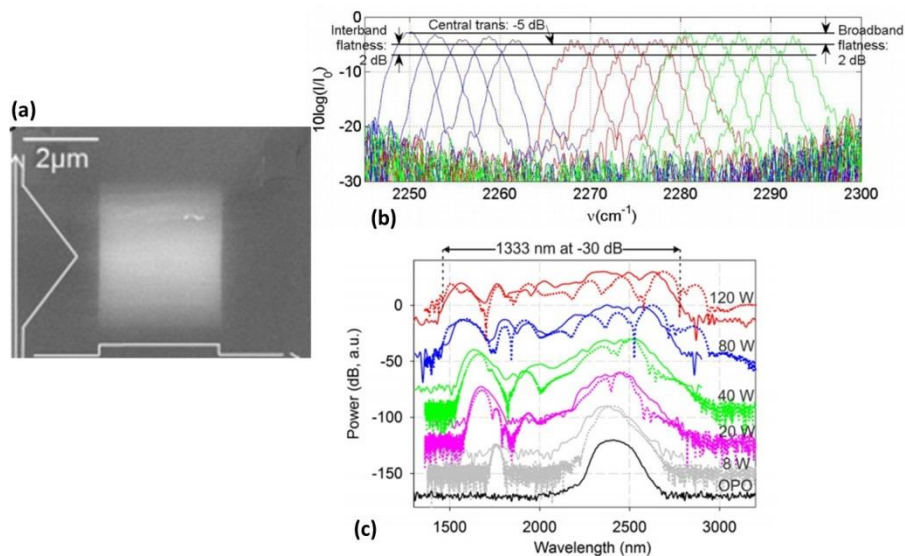 (a)
2μm
Interband
flatness:
2 dB
Central trans: -5 dB
Broadband
flatness:
2 dB
0
-10
-20
-30
10log(I/I0)
2250
2260
2270
2280
2290
2300
ν(cm-1)
(b)
1333 nm at -30 dB
0
-50
-100
-150
Power (dB, a.u.)
120 W
80 W
40 W
20 W
8 W
OPO
1500
2000
2500
3000
Wavelength (nm)
(c)